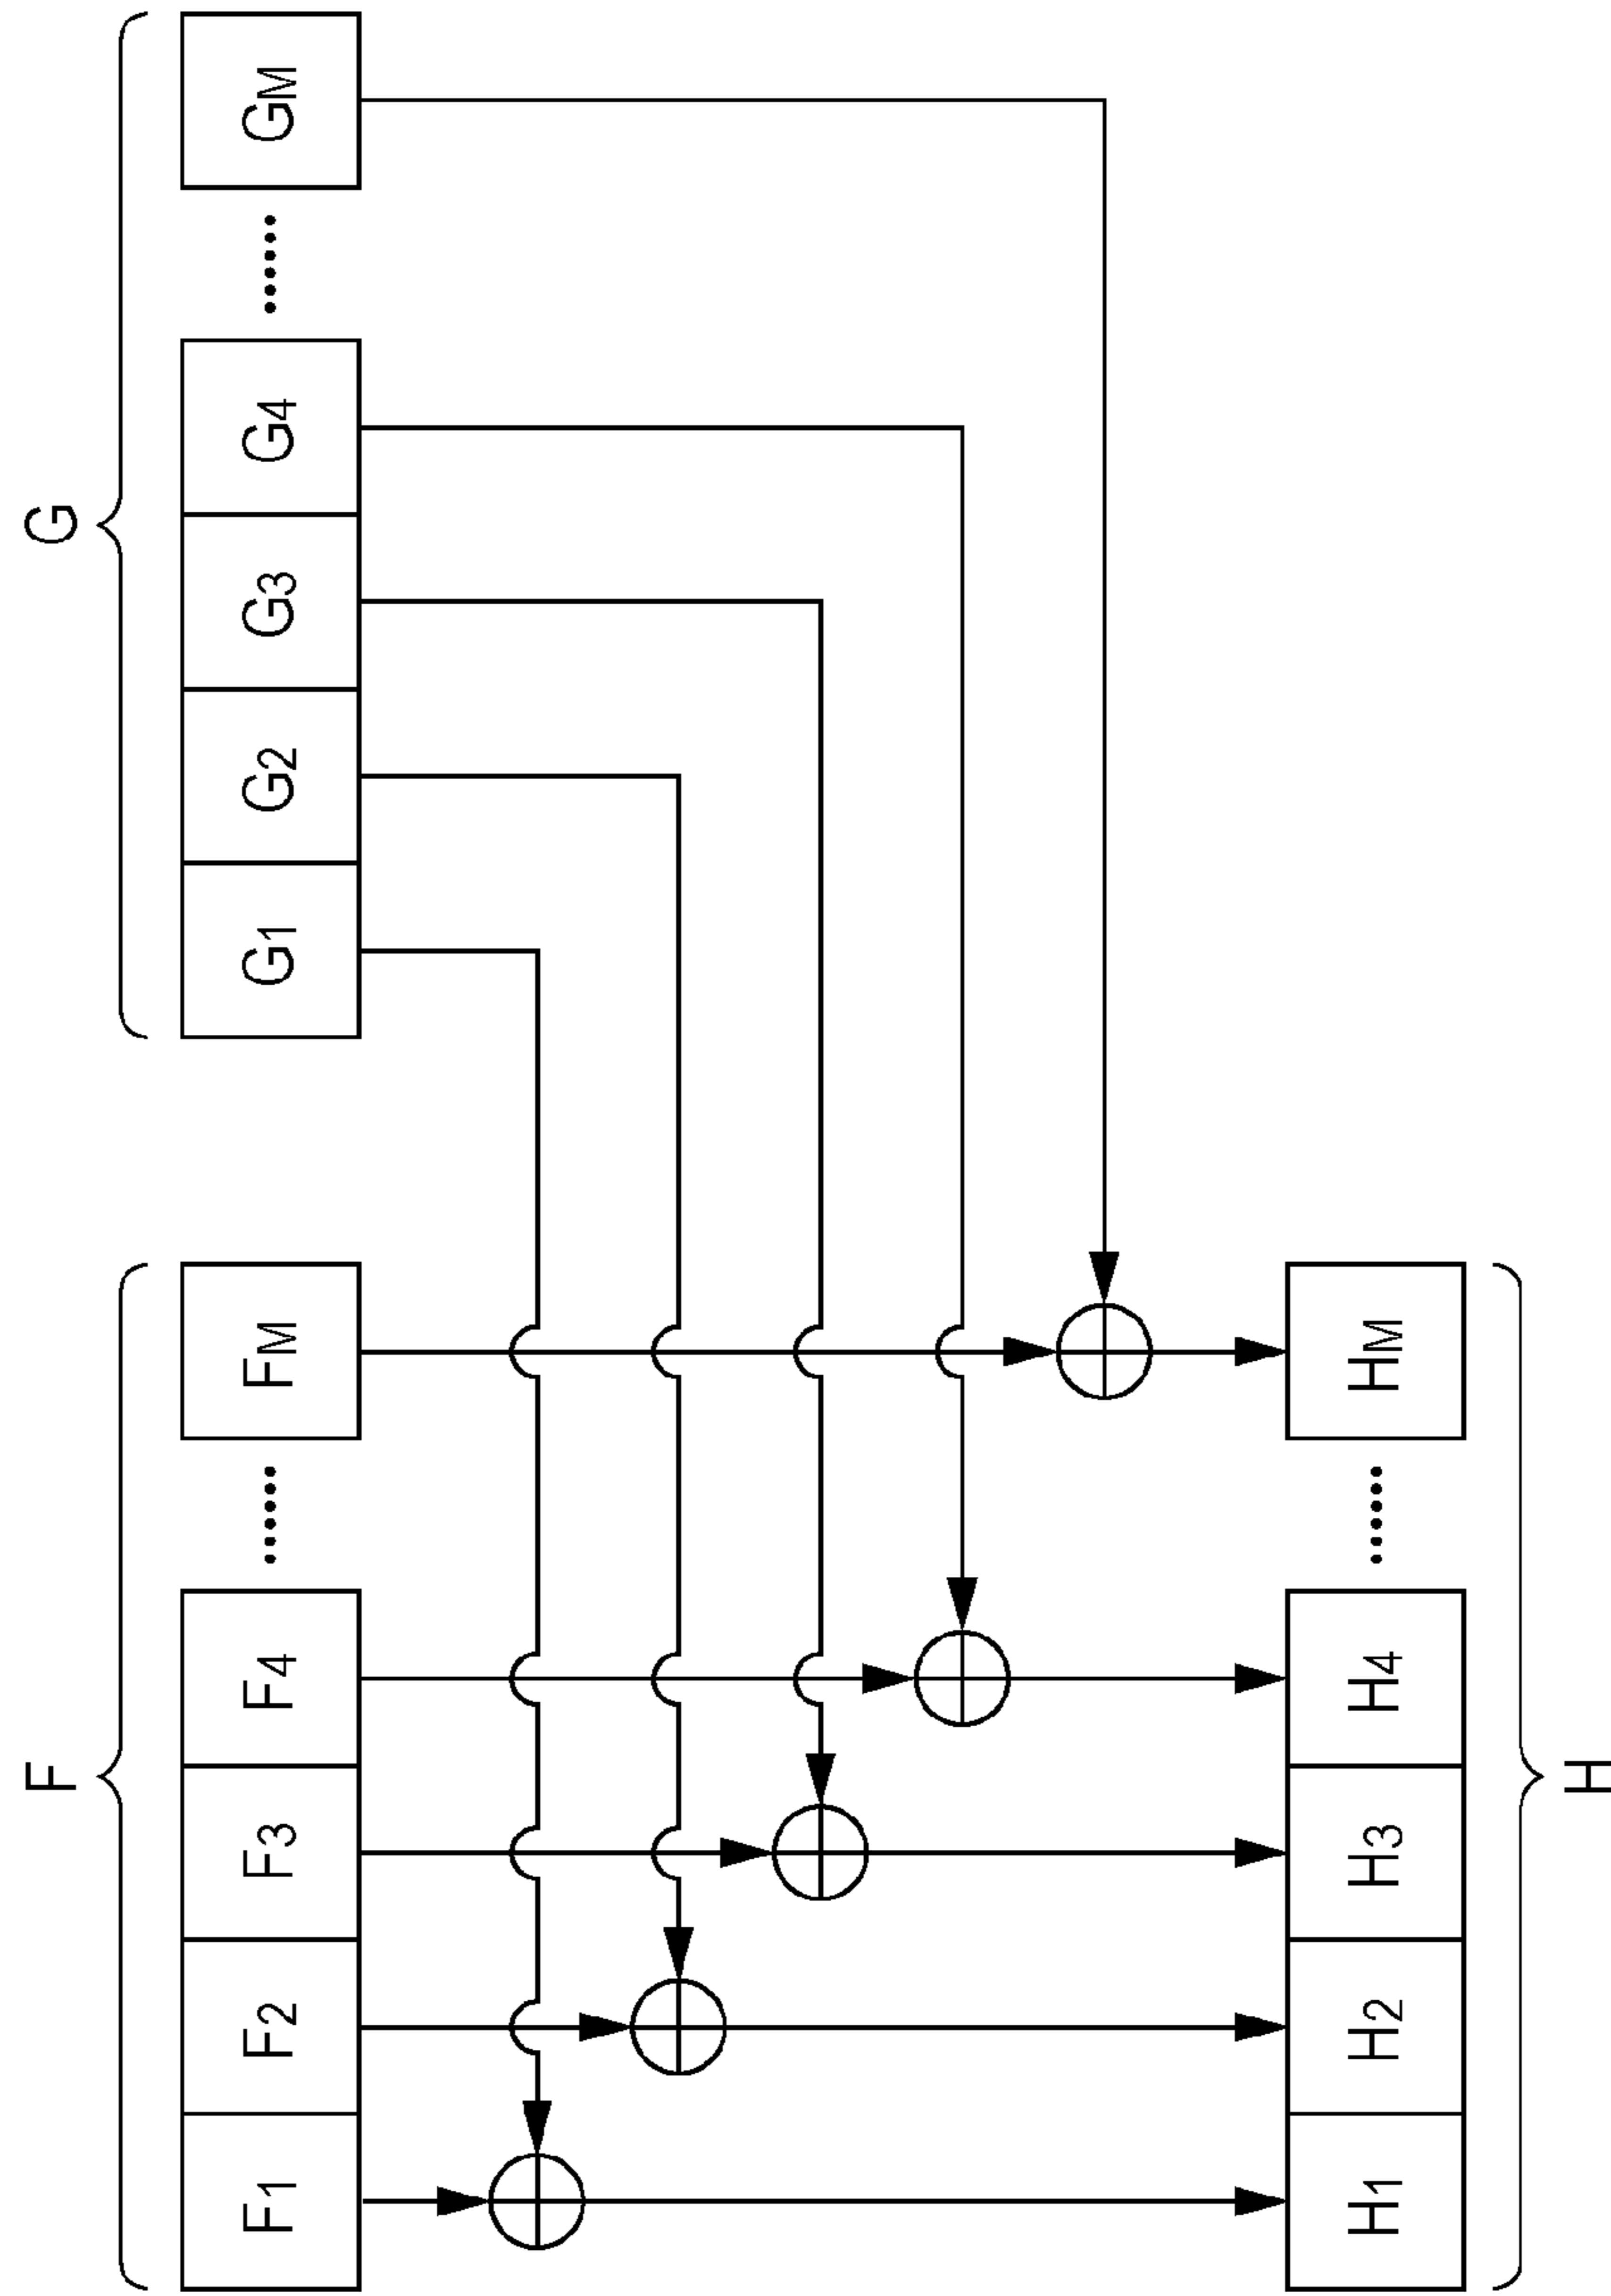 F G
F1 F2 F3 F4 ...... FM G1 G2 G3 G4 ...... GM
H1 H2 H3 H4 ...... HM
H